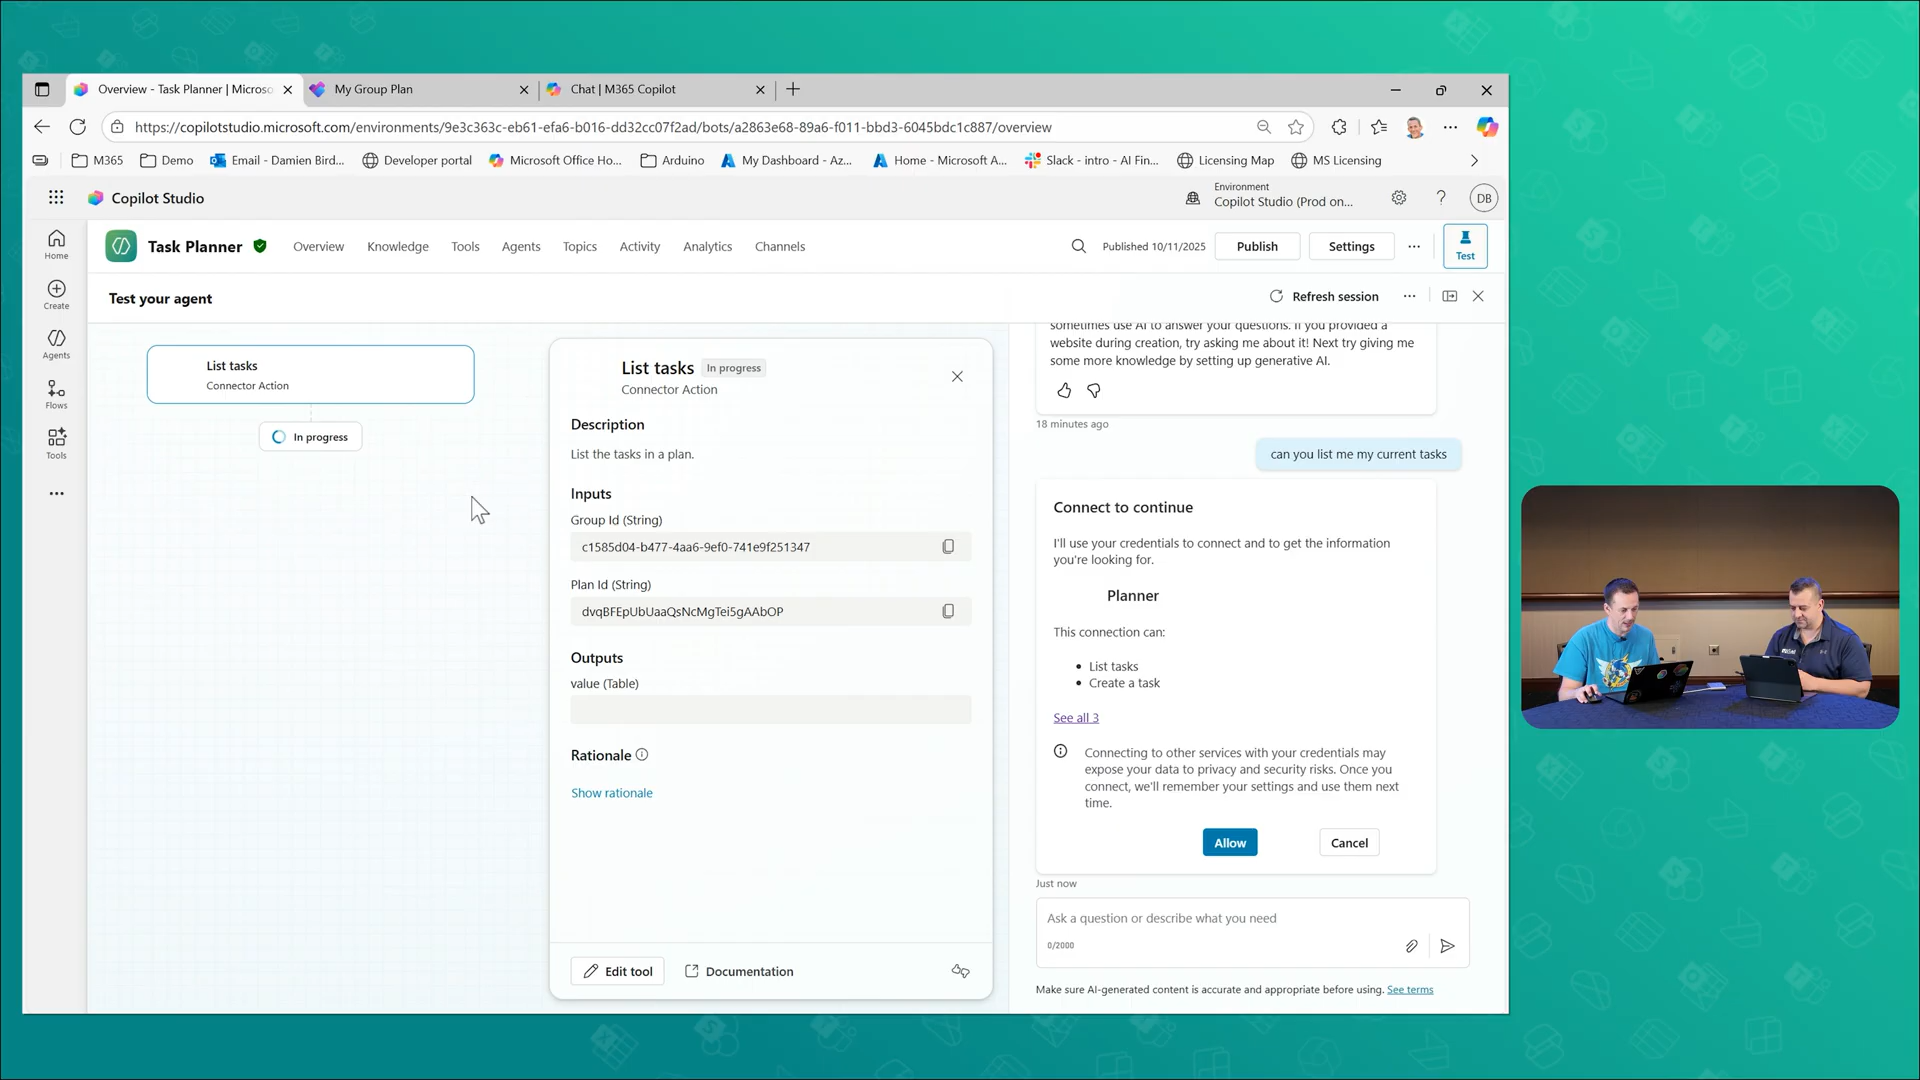 Overview - Task Planner | Microso
My Group Plan
Chat | M365 Copilot
https://copilotstudio.microsoft.com/environments/9e3c363c-eb61-efa6-b016-dd32cc07f2ad/bots/a2863e68-89a6-f011-bbd3-6045bdc1c887/overview
M365
Demo
Email - Damien Bird...
Developer portal
Microsoft Office Ho...
Arduino
My Dashboard - Az...
Home - Microsoft A...
Slack - intro - AI Fin...
Licensing Map
MS Licensing
Copilot Studio
Environment
Copilot Studio (Prod on...
DB
Home
Create
Agents
Flows
Tools
Task Planner
Overview
Knowledge
Tools
Agents
Topics
Activity
Analytics
Channels
Published 10/11/2025
Publish
Settings
Test
Test your agent
Refresh session
List tasks
Connector Action
In progress
List tasks
In progress
Connector Action
Description
List the tasks in a plan.
Inputs
Group Id (String)
c1585d04-b477-4aa6-9ef0-741e9f251347
Plan Id (String)
dvqBFEpUbUaaQsNcMgTei5gAAbOP
Outputs
value (Table)
Rationale
Show rationale
Edit tool
Documentation
sometimes use AI to answer your questions. If you provided a
website during creation, try asking me about it! Next try giving me
some more knowledge by setting up generative AI.
18 minutes ago
can you list me my current tasks
Connect to continue
I'll use your credentials to connect and to get the information
you're looking for.
Planner
This connection can:
List tasks
Create a task
See all 3
Connecting to other services with your credentials may
expose your data to privacy and security risks. Once you
connect, we'll remember your settings and use them next
time.
Allow
Cancel
Just now
Ask a question or describe what you need
0/2000
Make sure AI-generated content is accurate and appropriate before using. See terms